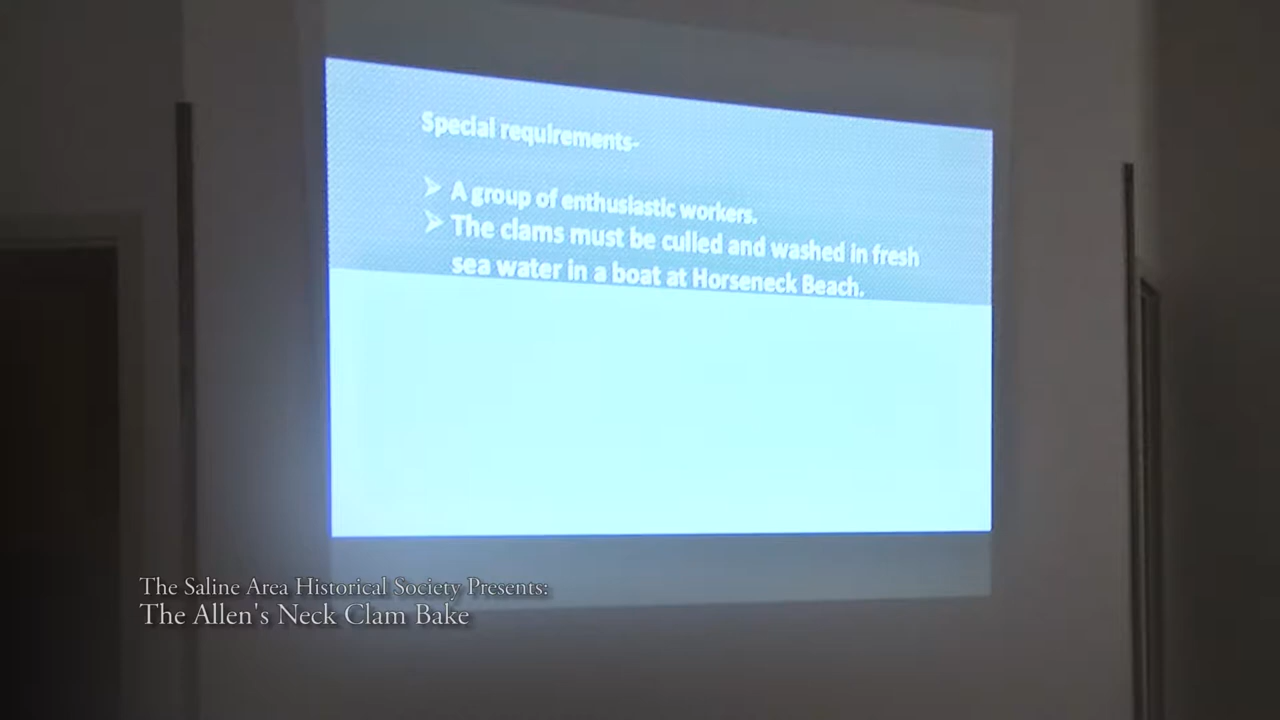 Special requirements-
➢ A group of enthusiastic workers.
➢ The clams must be culled and washed in fresh
sea water in a boat at Horseneck Beach.
The Saline Area Historical Society Presents:
The Allen's Neck Clam Bake